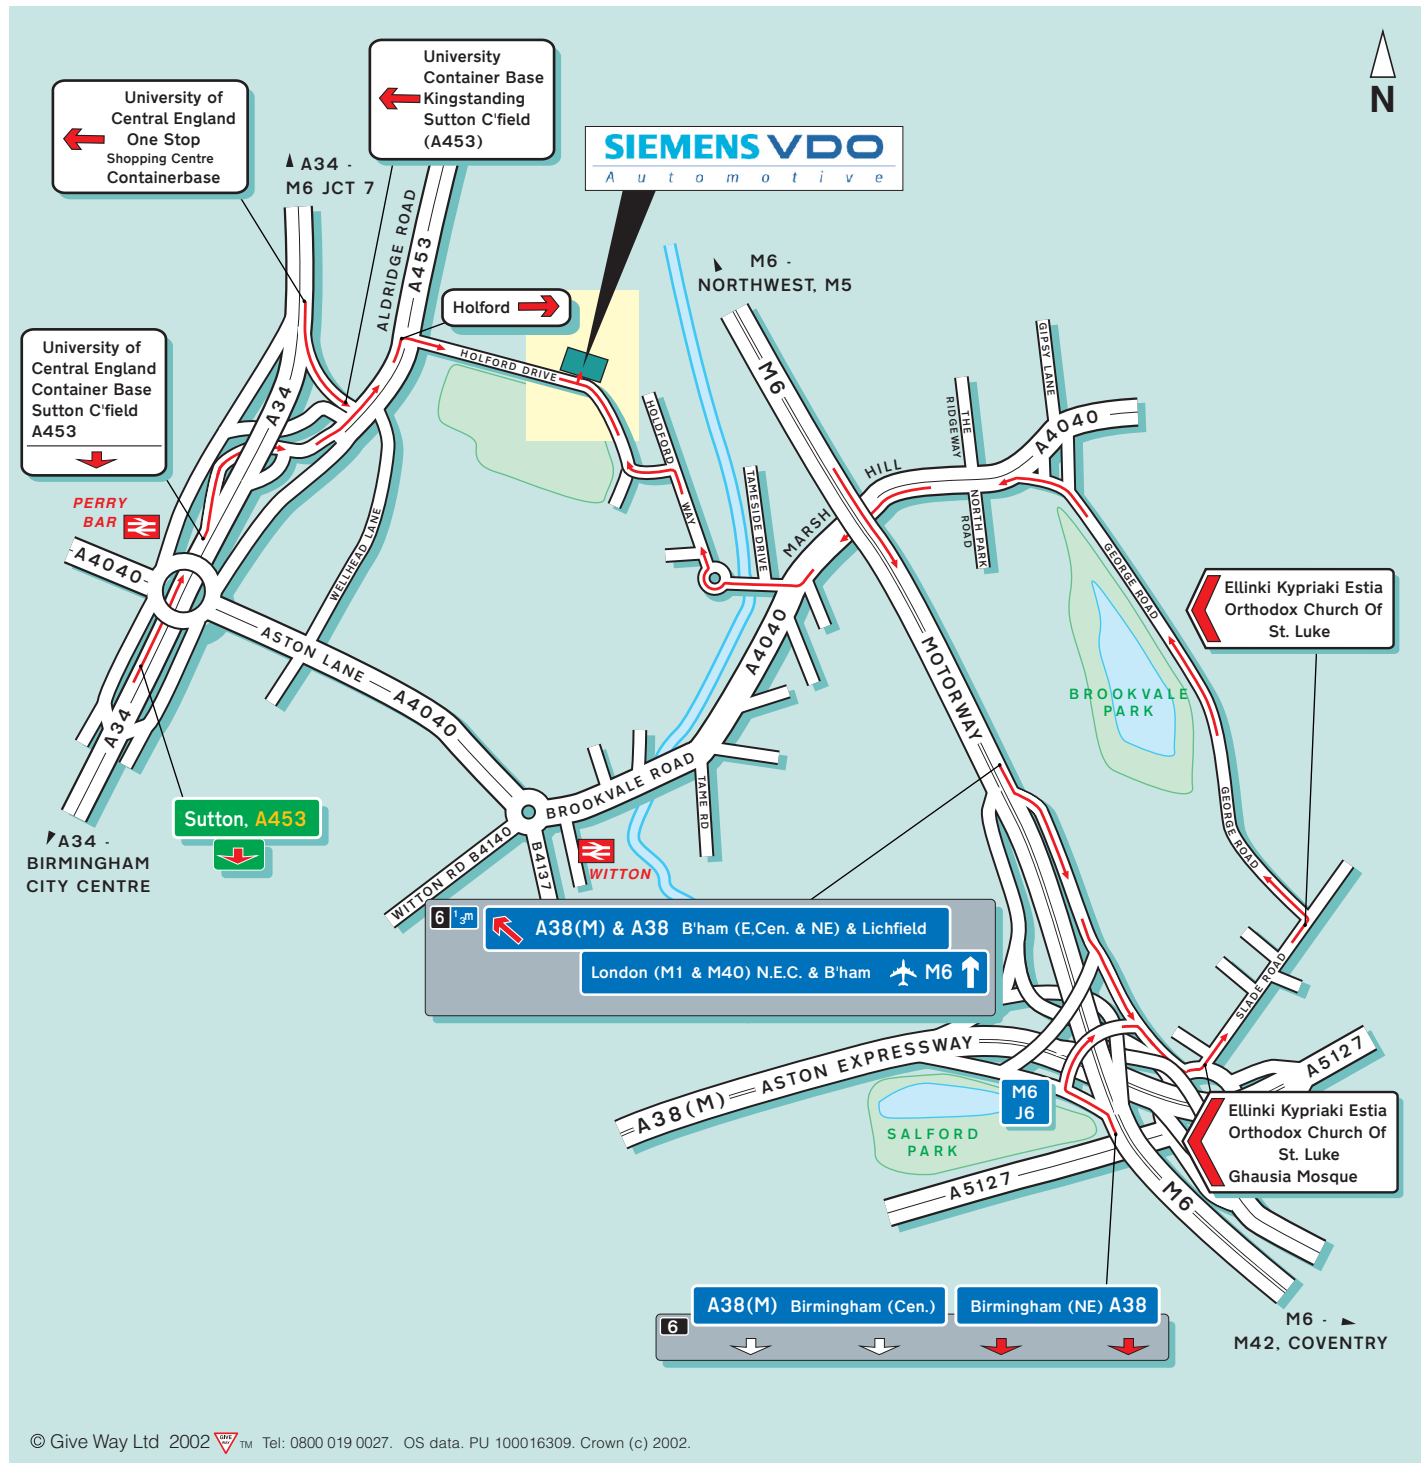 University
Container Base
Kingstanding
Sutton C'field
(A453)
University of
Central England
One Stop
Shopping Centre
Containerbase
N
SIEMENS VDO
Automotive
A34 -
M6 JCT 7
ALDRIDGE ROAD
A453
M6 -
NORTHWEST, M5
Holford
HOLFORD DRIVE
University of
Central England
Container Base
Sutton C'field
A453
A34
M6
GIPSY LANE
THE
RIDGEWAY
A4040
HOLDFORD
WAY
HILL
MARSH
TAMESIDE DRIVE
NORTH PARK
ROAD
PERRY
BAR
A4040
WELLHEAD LANE
GEORGE ROAD
Ellinki Kypriaki Estia
Orthodox Church Of
St. Luke
ASTON LANE
A4040
A4040
MOTORWAY
BROOKVALE
PARK
A34
Sutton, A453
A34 -
BIRMINGHAM
CITY CENTRE
BROOKVALE ROAD
TAME RD
GEORGE ROAD
WITTON RD B4140
B4137
WITTON
6 1/3m
A38(M) & A38 B'ham (E,Cen. & NE) & Lichfield
London (M1 & M40) N.E.C. & B'ham M6
SLADE ROAD
A38(M)
ASTON EXPRESSWAY
A5127
M6
J6
SALFORD
PARK
Ellinki Kypriaki Estia
Orthodox Church Of
St. Luke
Ghausia Mosque
A5127
M6
A38(M) Birmingham (Cen.)
Birmingham (NE) A38
6
M6 -
M42, COVENTRY
© Give Way Ltd 2002 GIVE WAY TM Tel: 0800 019 0027. OS data. PU 100016309. Crown (c) 2002.